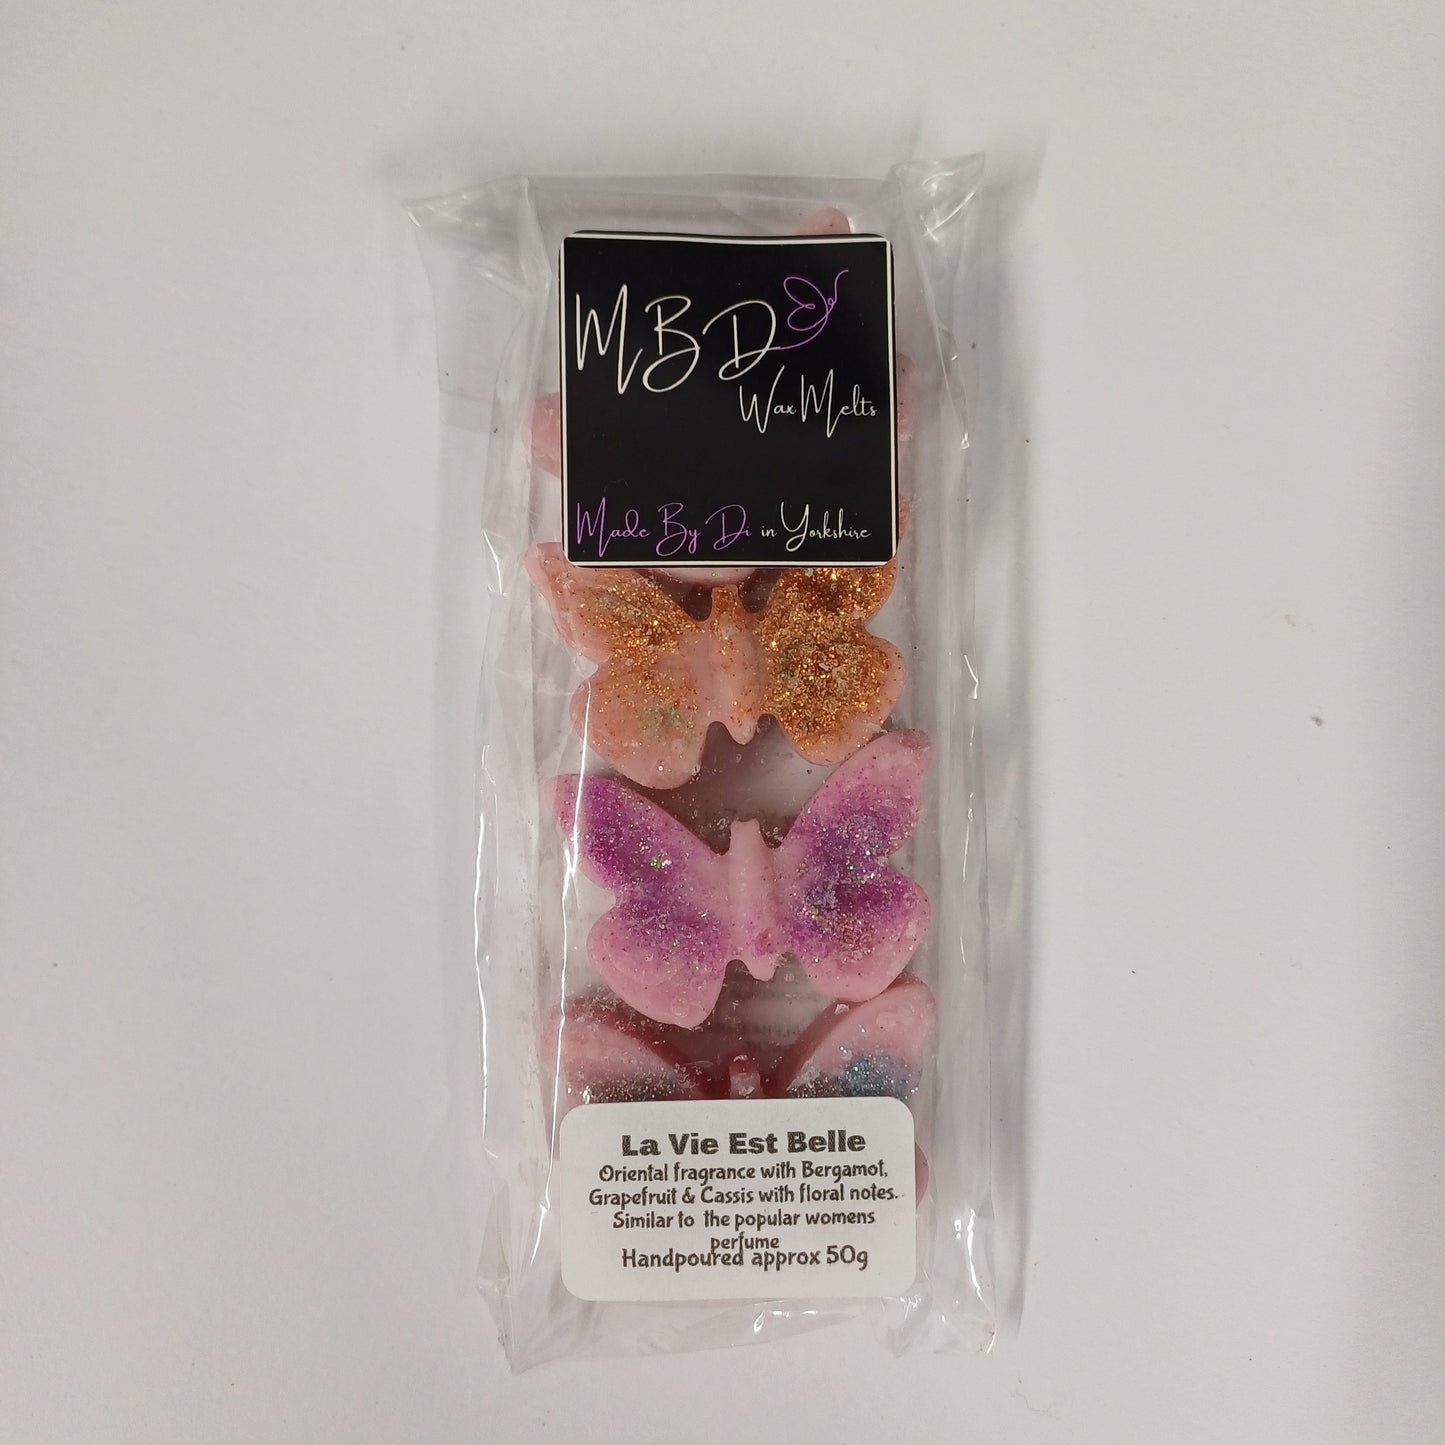 MBD
Wax Melts
Made By Di in Yorkshire
La Vie Est Belle
Oriental fragrance with Bergamot,
Grapefruit & Cassis with floral notes.
Similar to the popular womens
perfume
Handpoured approx 50g